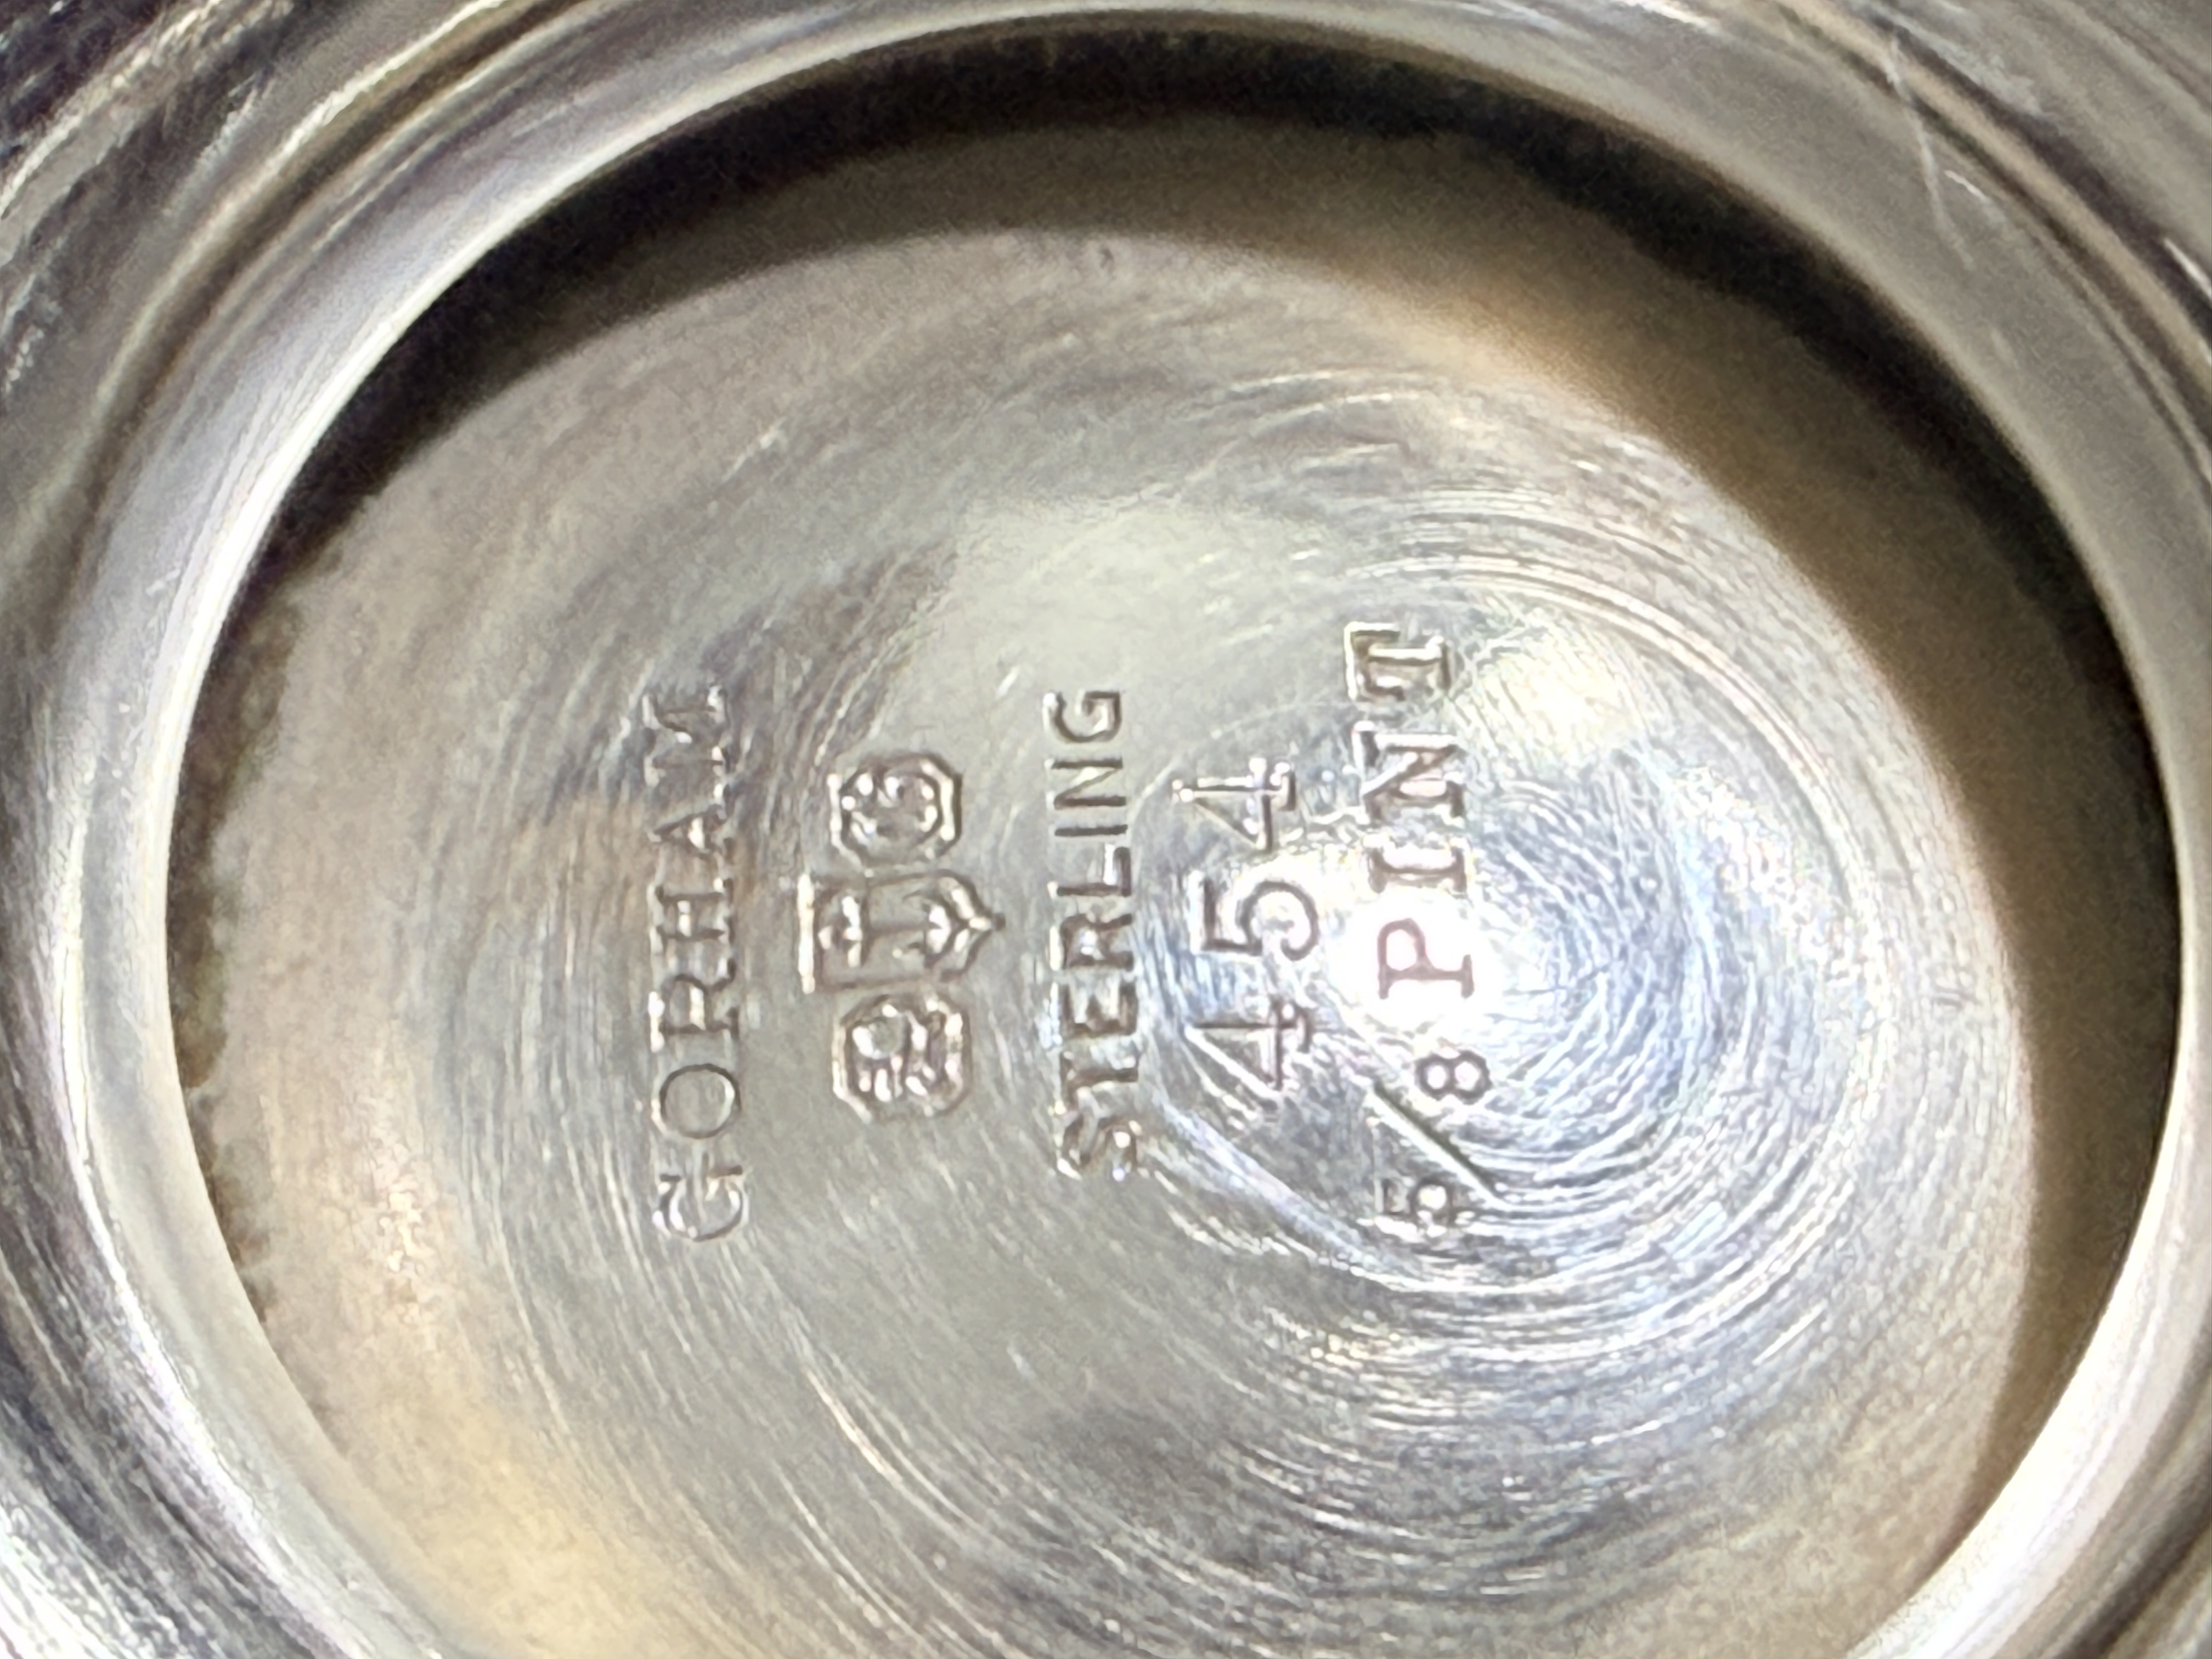 GORHAM
G
STERLING
454
5/8 PINT